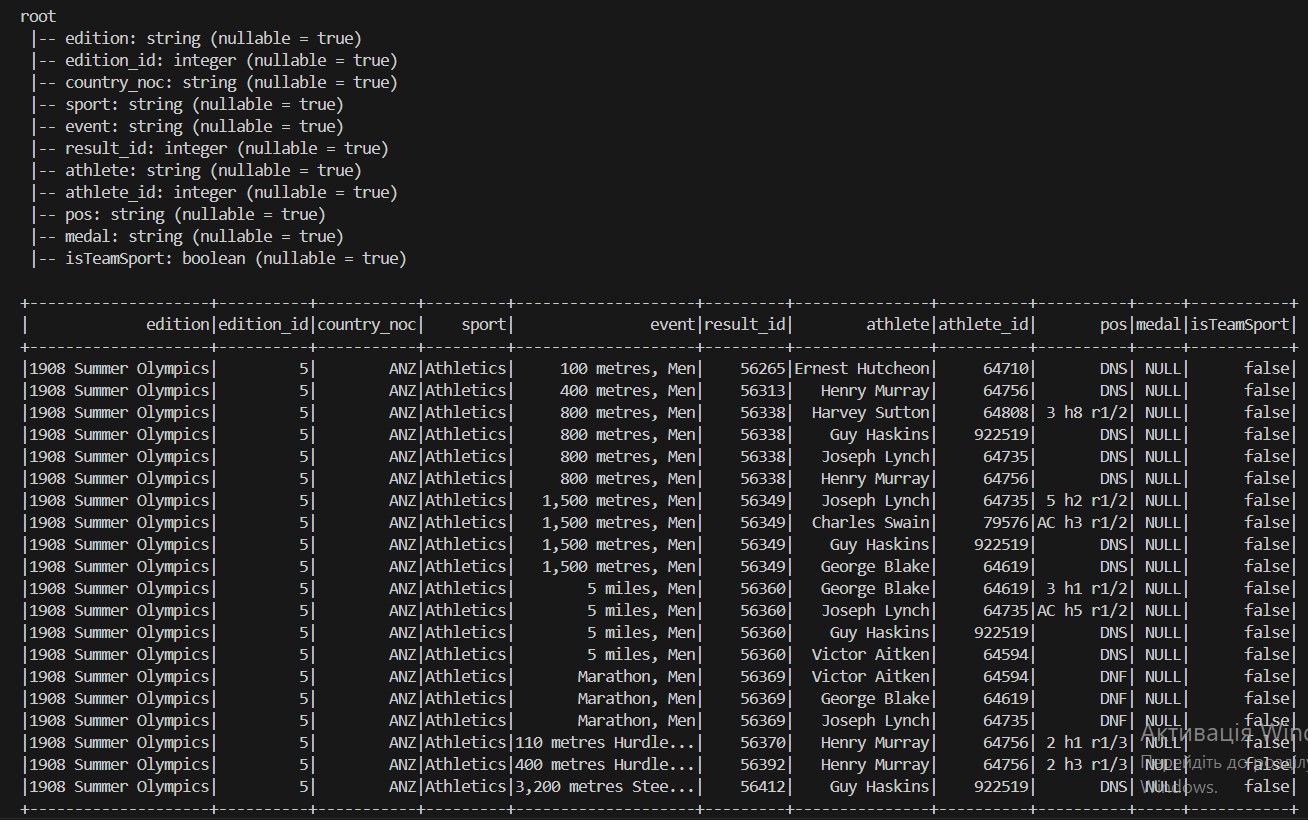 root
 |-- edition: string (nullable = true)
 |-- edition_id: integer (nullable = true)
 |-- country_noc: string (nullable = true)
 |-- sport: string (nullable = true)
 |-- event: string (nullable = true)
 |-- result_id: integer (nullable = true)
 |-- athlete: string (nullable = true)
 |-- athlete_id: integer (nullable = true)
 |-- pos: string (nullable = true)
 |-- medal: string (nullable = true)
 |-- isTeamSport: boolean (nullable = true)

+--------------------+----------+-----------+---------+--------------------+---------+---------------+----------+----------+-----+-----------+
|             edition|edition_id|country_noc|    sport|               event|result_id|        athlete|athlete_id|       pos|medal|isTeamSport|
+--------------------+----------+-----------+---------+--------------------+---------+---------------+----------+----------+-----+-----------+
|1908 Summer Olympics|         5|        ANZ|Athletics|     100 metres, Men|    56265|Ernest Hutcheon|     64710|       DNS| NULL|      false|
|1908 Summer Olympics|         5|        ANZ|Athletics|     400 metres, Men|    56313|   Henry Murray|     64756|       DNS| NULL|      false|
|1908 Summer Olympics|         5|        ANZ|Athletics|     800 metres, Men|    56338|  Harvey Sutton|     64808| 3 h8 r1/2| NULL|      false|
|1908 Summer Olympics|         5|        ANZ|Athletics|     800 metres, Men|    56338|    Guy Haskins|    922519|       DNS| NULL|      false|
|1908 Summer Olympics|         5|        ANZ|Athletics|     800 metres, Men|    56338|   Joseph Lynch|     64735|       DNS| NULL|      false|
|1908 Summer Olympics|         5|        ANZ|Athletics|     800 metres, Men|    56338|   Henry Murray|     64756|       DNS| NULL|      false|
|1908 Summer Olympics|         5|        ANZ|Athletics|   1,500 metres, Men|    56349|   Joseph Lynch|     64735| 5 h2 r1/2| NULL|      false|
|1908 Summer Olympics|         5|        ANZ|Athletics|   1,500 metres, Men|    56349|  Charles Swain|     79576|AC h3 r1/2| NULL|      false|
|1908 Summer Olympics|         5|        ANZ|Athletics|   1,500 metres, Men|    56349|    Guy Haskins|    922519|       DNS| NULL|      false|
|1908 Summer Olympics|         5|        ANZ|Athletics|   1,500 metres, Men|    56349|   George Blake|     64619|       DNS| NULL|      false|
|1908 Summer Olympics|         5|        ANZ|Athletics|        5 miles, Men|    56360|   George Blake|     64619| 3 h1 r1/2| NULL|      false|
|1908 Summer Olympics|         5|        ANZ|Athletics|        5 miles, Men|    56360|   Joseph Lynch|     64735|AC h5 r1/2| NULL|      false|
|1908 Summer Olympics|         5|        ANZ|Athletics|        5 miles, Men|    56360|    Guy Haskins|    922519|       DNS| NULL|      false|
|1908 Summer Olympics|         5|        ANZ|Athletics|        5 miles, Men|    56360|  Victor Aitken|     64594|       DNS| NULL|      false|
|1908 Summer Olympics|         5|        ANZ|Athletics|       Marathon, Men|    56369|  Victor Aitken|     64594|       DNF| NULL|      false|
|1908 Summer Olympics|         5|        ANZ|Athletics|       Marathon, Men|    56369|   George Blake|     64619|       DNF| NULL|      false|
|1908 Summer Olympics|         5|        ANZ|Athletics|       Marathon, Men|    56369|   Joseph Lynch|     64735|       DNF| NULL|      false|
|1908 Summer Olympics|         5|        ANZ|Athletics|110 metres Hurdle...|    56370|   Henry Murray|     64756| 2 h1 r1/3| NULL|      false|
|1908 Summer Olympics|         5|        ANZ|Athletics|400 metres Hurdle...|    56392|   Henry Murray|     64756| 2 h3 r1/3| NULL|      false|
|1908 Summer Olympics|         5|        ANZ|Athletics|3,200 metres Stee...|    56412|    Guy Haskins|    922519|       DNS| NULL|      false|
+--------------------+----------+-----------+---------+--------------------+---------+---------------+----------+----------+-----+-----------+
Активація Wind
Перейдіть до розділу
Windows.